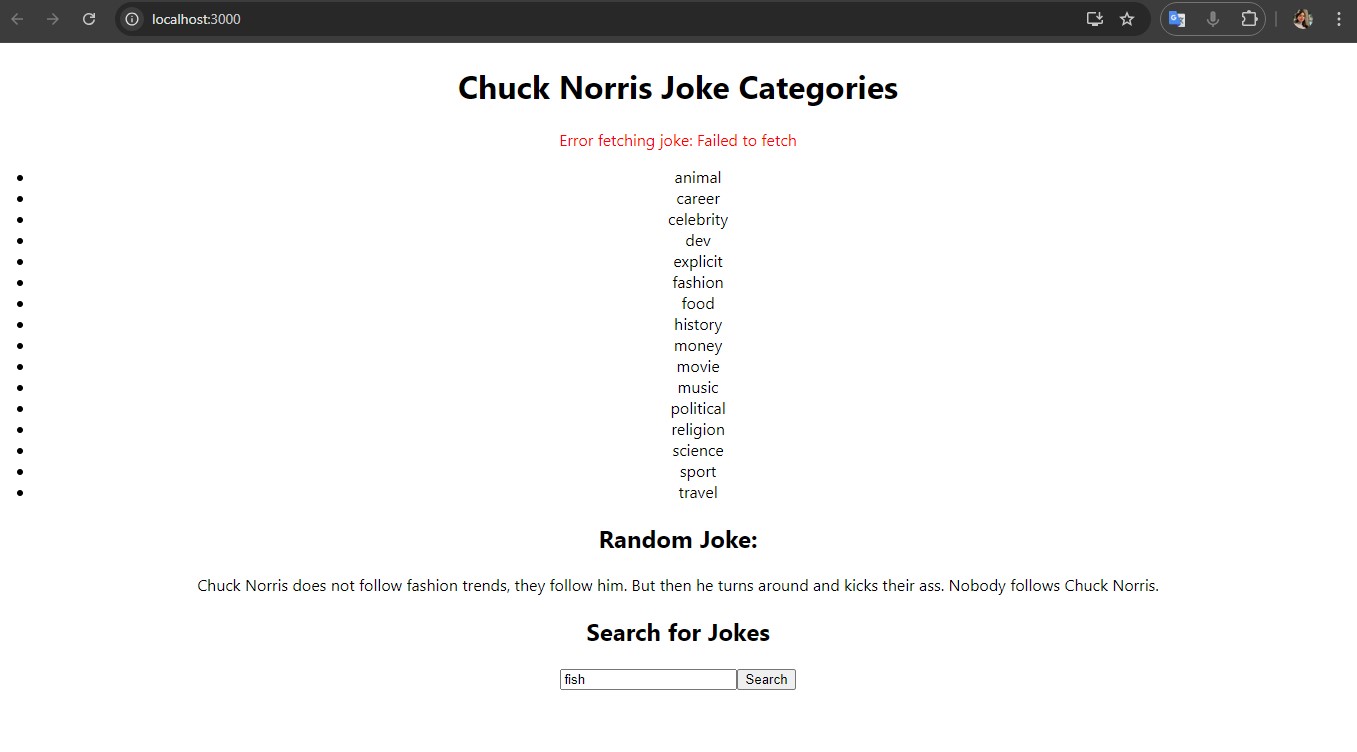 localhost:3000
Chuck Norris Joke Categories
Error fetching joke: Failed to fetch
animal
career
celebrity
dev
explicit
fashion
food
history
money
movie
music
political
religion
science
sport
travel
Random Joke:
Chuck Norris does not follow fashion trends, they follow him. But then he turns around and kicks their ass. Nobody follows Chuck Norris.
Search for Jokes
fish Search